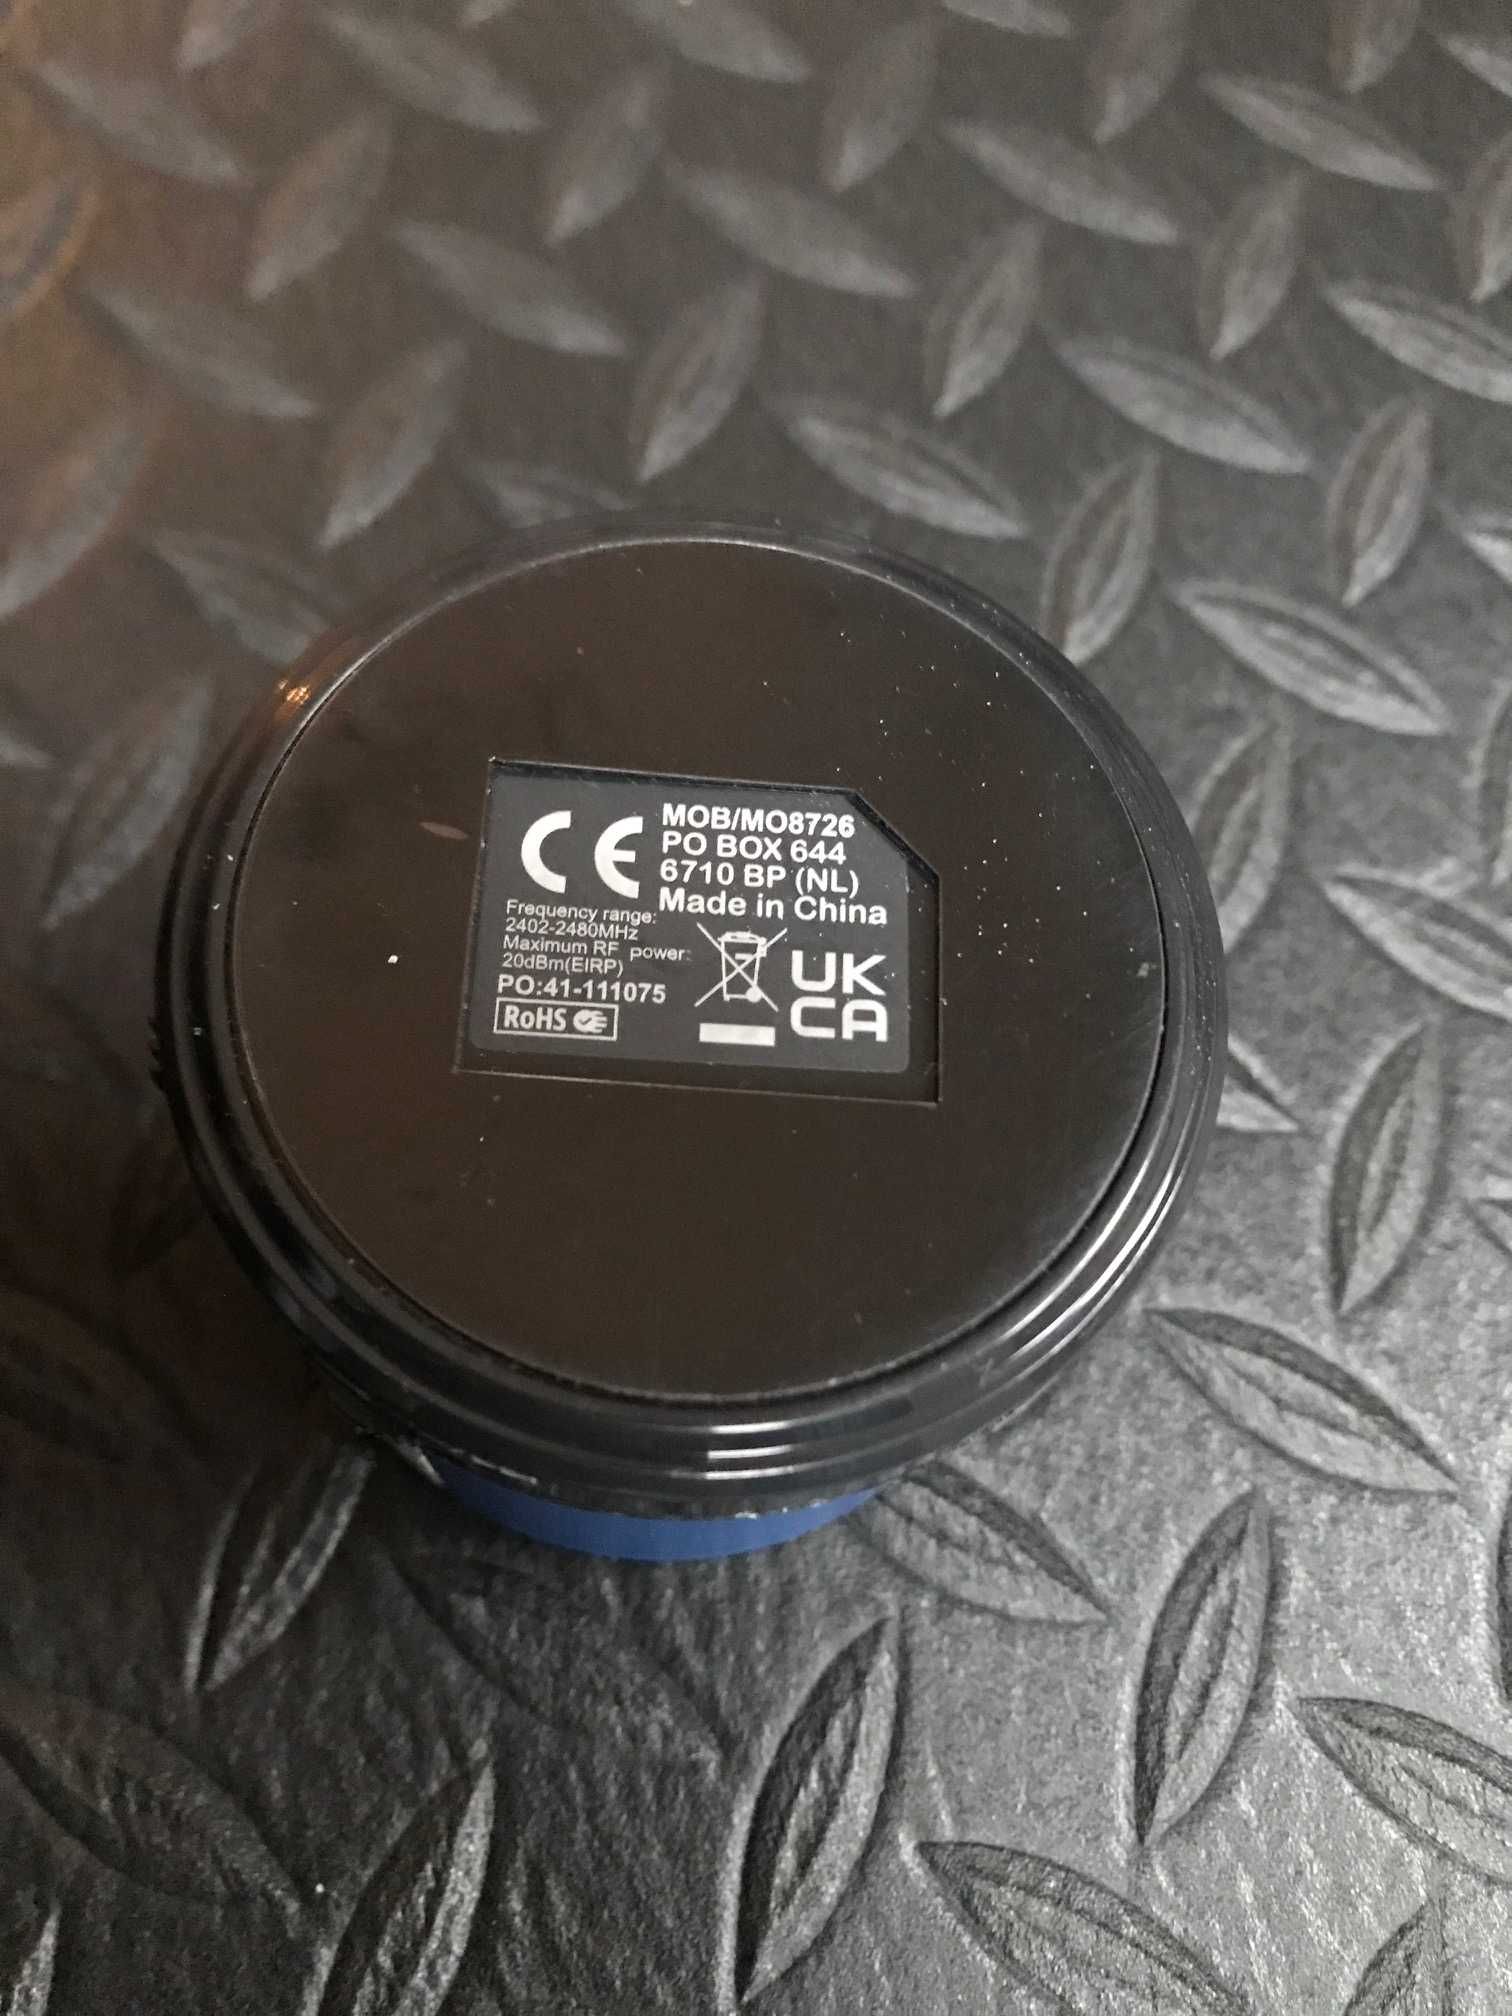 CE
MOB/MO8726
PO BOX 644
6710 BP (NL)
Made in China
Frequency range:
2402-2480MHz
Maximum RF power:
20dBm(EIRP)
PO:41-111075
RoHS
UK
CA